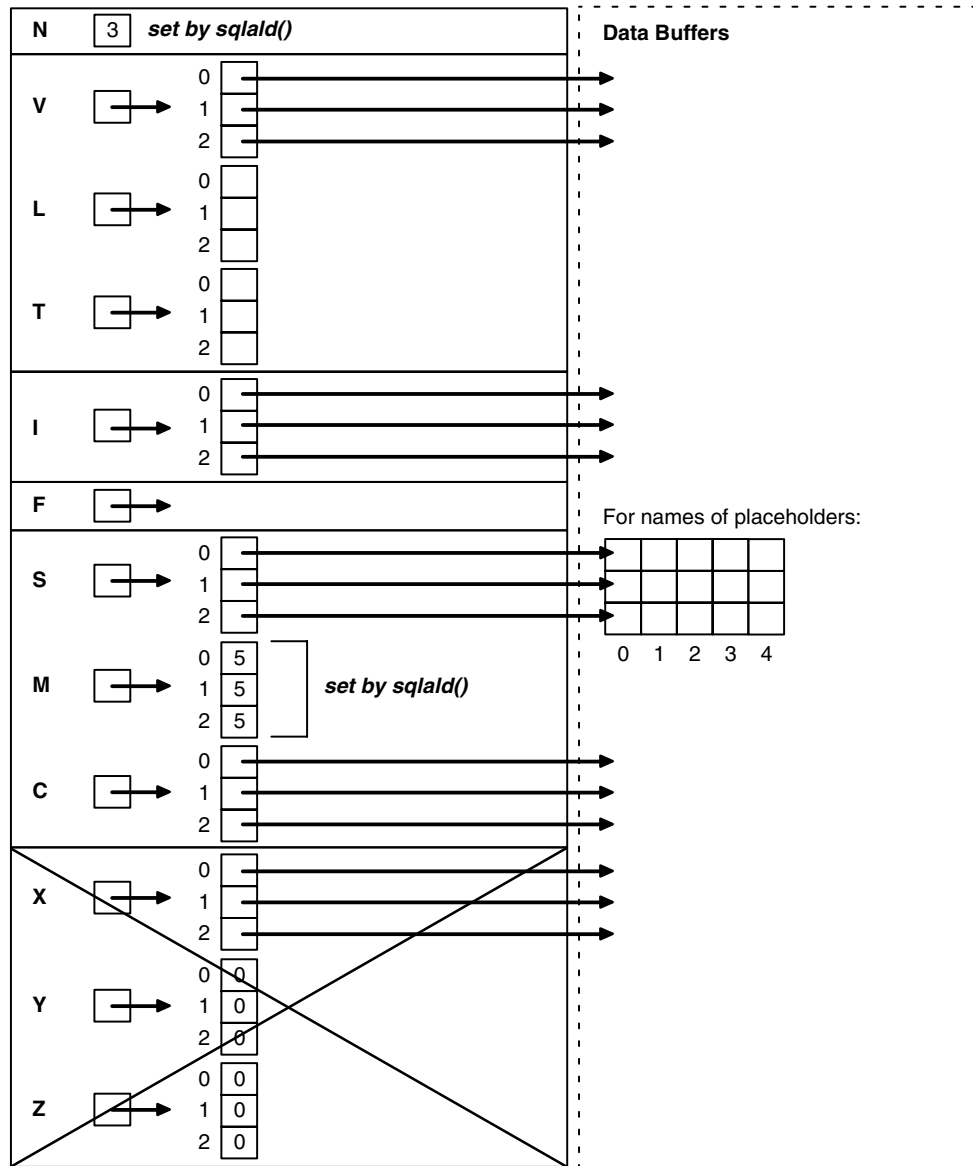 N 3 set by sqlald()
Data Buffers
0
V 1
2
0
L 1
2
0
T 1
2
0
I 1
2
F
For names of placeholders:
0
S 1
2
0 1 2 3 4
0 5
M 1 5 set by sqlald()
2 5
0
C 1
2
0
X 1
2
0 0
Y 1 0
2 0
0 0
Z 1 0
2 0